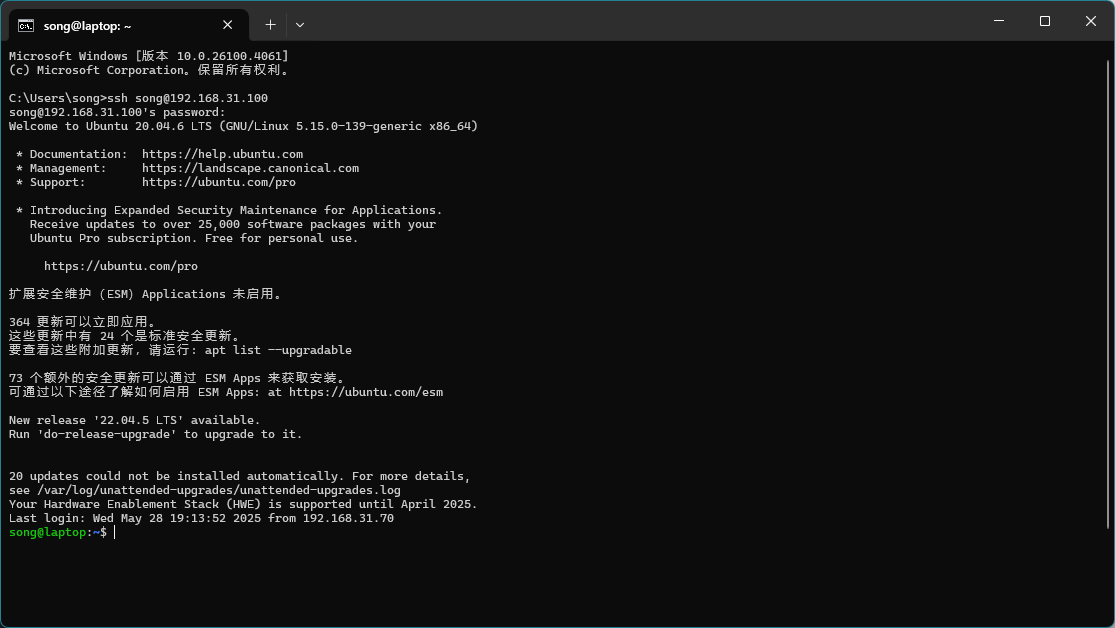 song@laptop: ~
Microsoft Windows [版本 10.0.26100.4061]
(c) Microsoft Corporation。保留所有权利。
C:\Users\song>ssh song@192.168.31.100
song@192.168.31.100's password:
Welcome to Ubuntu 20.04.6 LTS (GNU/Linux 5.15.0-139-generic x86_64)
* Documentation:  https://help.ubuntu.com
* Management:     https://landscape.canonical.com
* Support:        https://ubuntu.com/pro
* Introducing Expanded Security Maintenance for Applications.
Receive updates to over 25,000 software packages with your
Ubuntu Pro subscription. Free for personal use.
https://ubuntu.com/pro
扩展安全维护 (ESM) Applications 未启用。
364 更新可以立即应用。
这些更新中有 24 个是标准安全更新。
要查看这些附加更新，请运行: apt list --upgradable
73 个额外的安全更新可以通过 ESM Apps 来获取安装。
可通过以下途径了解如何启用 ESM Apps: at https://ubuntu.com/esm
New release '22.04.5 LTS' available.
Run 'do-release-upgrade' to upgrade to it.
20 updates could not be installed automatically. For more details,
see /var/log/unattended-upgrades/unattended-upgrades.log
Your Hardware Enablement Stack (HWE) is supported until April 2025.
Last login: Wed May 28 19:13:52 2025 from 192.168.31.70
song@laptop:~$